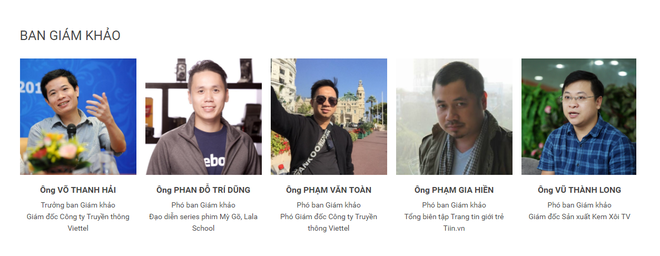 BAN GIÁM KHẢO
201
ebo
ANKOO
Ông VÕ THANH HẢI
Trưởng ban Giám khảo
Giám đốc Công ty Truyền thông
Viettel
Ông PHAN ĐỖ TRÍ DŨNG
Phó ban Giám khảo
Đạo diễn series phim Mỳ Gõ, Lala
School
Ông PHẠM VĂN TOÀN
Phó ban Giám khảo
Phó Giám đốc Công ty Truyền
thông Viettel
Ông PHẠM GIA HIỀN
Phó ban Giám khảo
Tổng biên tập Trang tin giới trẻ
Tiin.vn
Ông VŨ THÀNH LONG
Phó ban Giám khảo
Giám đốc Sản xuất Kem Xôi TV